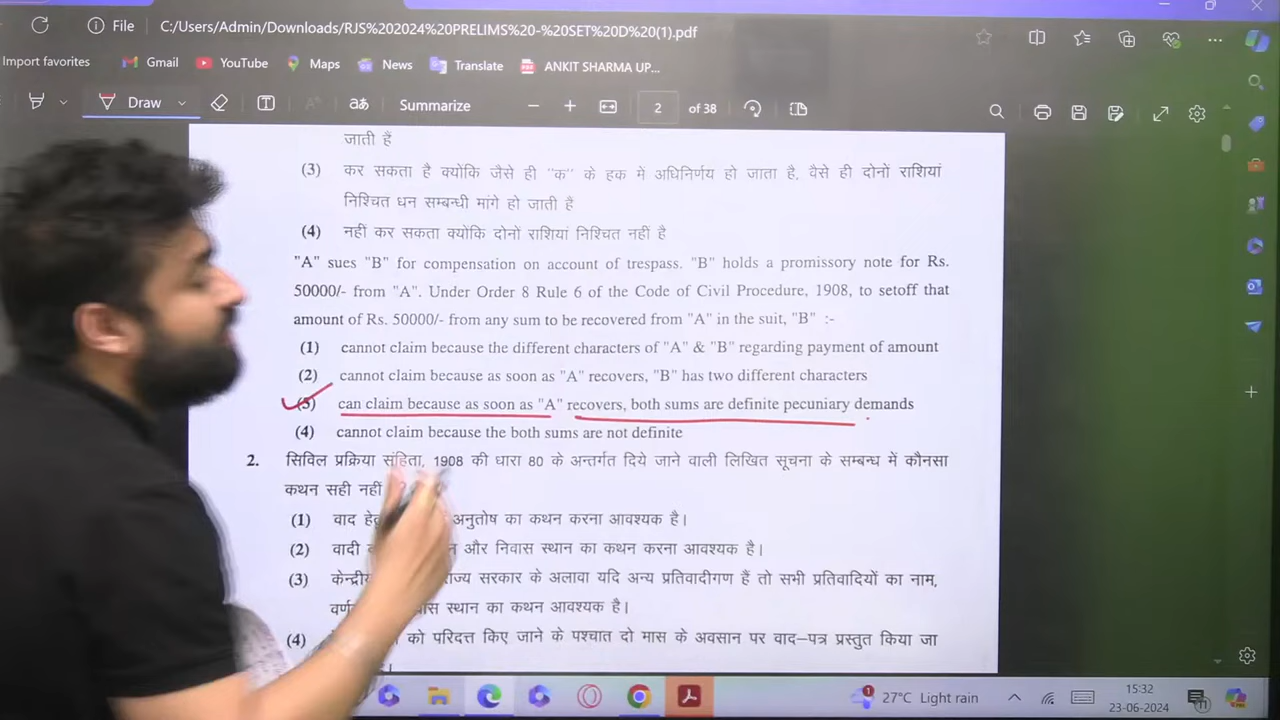 File C:/Users/Admin/Downloads/RJS%202024%20PRELIMS%20-%20SET%20D%20(1).pdf
Import favorites Gmail YouTube Maps News Translate ANKIT SHARMA UP...
Draw aあ Summarize 2 of 38
जाती हैं
(3) कर सकता है क्योंकि जैसे ही "क" के हक में अधिनिर्णय हो जाता है, वैसे ही दोनों राशियां
निश्चित धन सम्बन्धी मांगे हो जाती हैं
(4) नहीं कर सकता क्योंकि दोनों राशियां निश्चित नहीं है
"A" sues "B" for compensation on account of trespass. "B" holds a promissory note for Rs.
50000/- from "A". Under Order 8 Rule 6 of the Code of Civil Procedure, 1908, to setoff that
amount of Rs. 50000/- from any sum to be recovered from "A" in the suit, "B" :-
(1) cannot claim because the different characters of "A" & "B" regarding payment of amount
(2) cannot claim because as soon as "A" recovers, "B" has two different characters
(3) can claim because as soon as "A" recovers, both sums are definite pecuniary demands
(4) cannot claim because the both sums are not definite
2. सिविल प्रक्रिया संहिता, 1908 की धारा 80 के अन्तर्गत दिये जाने वाली लिखित सूचना के सम्बन्ध में कौनसा
कथन सही नहीं
(1) वाद अनुतोष का कथन करना आवश्यक है।
(2) वादी और निवास स्थान का कथन करना आवश्यक है।
(3) राज्य सरकार के अलावा यदि अन्य प्रतिवादीगण हैं तो सभी प्रतिवादियों का नाम,
स्थान का कथन आवश्यक है।
(4) को परिदत्त किए जाने के पश्चात दो मास के अवसान पर वाद–पत्र प्रस्तुत किया जा
27°C Light rain 15:32
23-06-2024